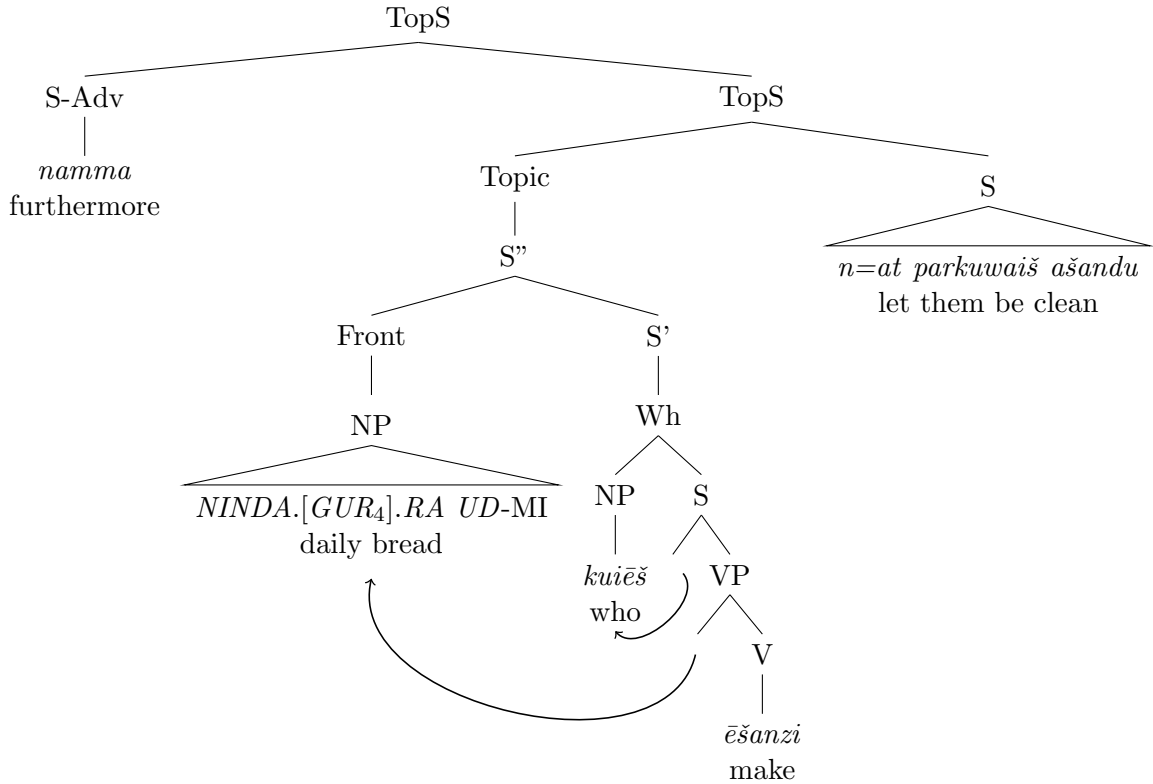 TopS
S-Adv
TopS
namma
furthermore
Topic
S
S”
n=at parkuwaiš ašandu
let them be clean
Front
S’
NP
Wh
NINDA.[GUR₄].RA UD-MI
daily bread
NP
S
kuiēš
who
VP
V
ēšanzi
make